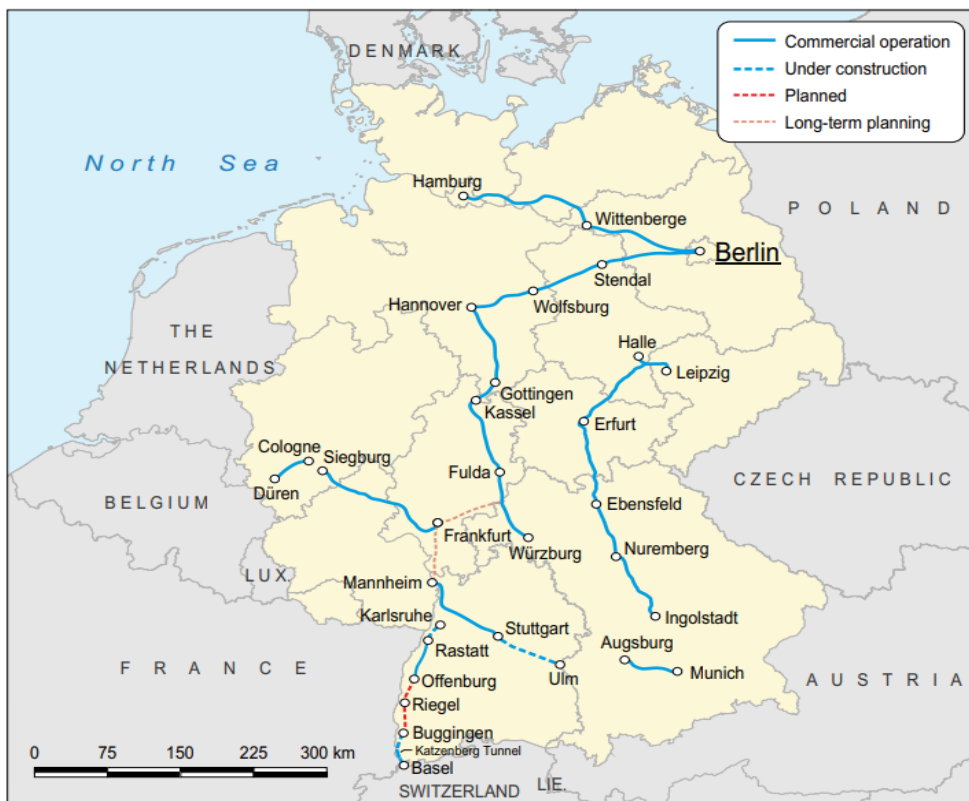 DENMARK
Commercial operation
Under construction
Planned
Long-term planning
North Sea
Hamburg
POLAND
Wittenberge
Berlin
Stendal
Hannover
Wolfsburg
THE
NETHERLANDS
Halle
Leipzig
Gottingen
Kassel
Erfurt
Cologne
Siegburg
Düren
Fulda
CZECH REPUBLIC
BELGIUM
Ebensfeld
Frankfurt
Würzburg
Nuremberg
LUX.
Mannheim
Karlsruhe
Stuttgart
Ingolstadt
Rastatt
Augsburg
FRANCE
Ulm
Munich
Offenburg
AUSTRIA
Riegel
Buggingen
Katzenberg Tunnel
Basel
0 75 150 225 300 km
SWITZERLAND
LIE.